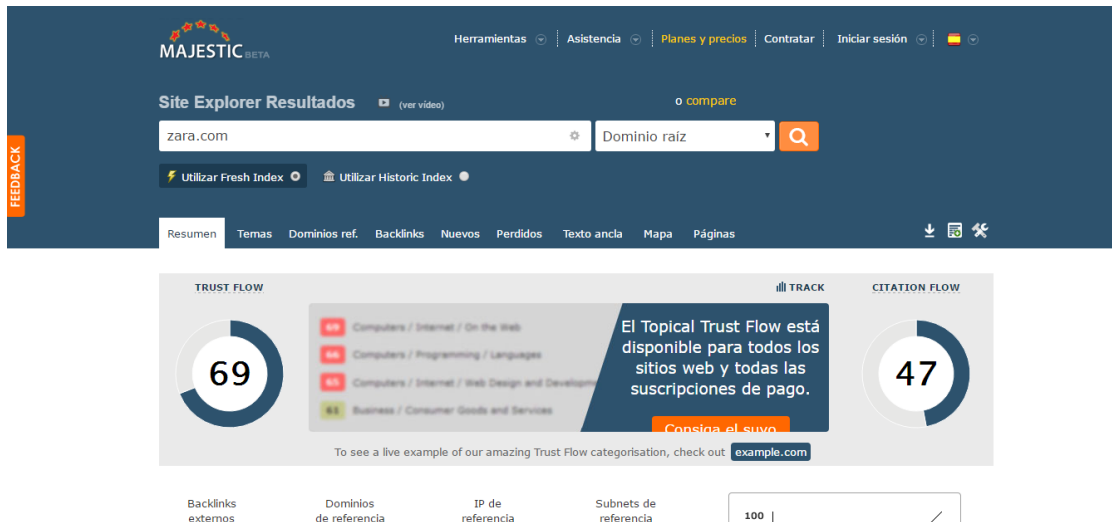 MAJESTIC BETA
Herramientas Asistencia Planes y precios Contratar Iniciar sesión
Site Explorer Resultados (ver vídeo) o compare
zara.com Dominio raíz
FEEDBACK
Utilizar Fresh Index Utilizar Historic Index
Resumen Temas Dominios ref. Backlinks Nuevos Perdidos Texto ancla Mapa Páginas
TRUST FLOW TRACK CITATION FLOW
69 Computers / Internet / On the Web
66 Computers / Programming / Languages
65 Computers / Internet / Web Design and Developme
61 Business / Consumer Goods and Services
El Topical Trust Flow está
disponible para todos los
sitios web y todas las
suscripciones de pago.
Consiga el suyo
69
47
To see a live example of our amazing Trust Flow categorisation, check out example.com
Backlinks
externos
Dominios
de referencia
IP de
referencia
Subnets de
referencia
100